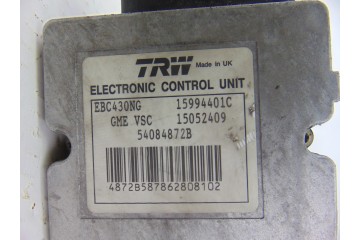 TRW Made in UK
ELECTRONIC CONTROL UNIT
EBC430NG 15994401C
GME VSC 15052409
54084872B
4872B587862808102